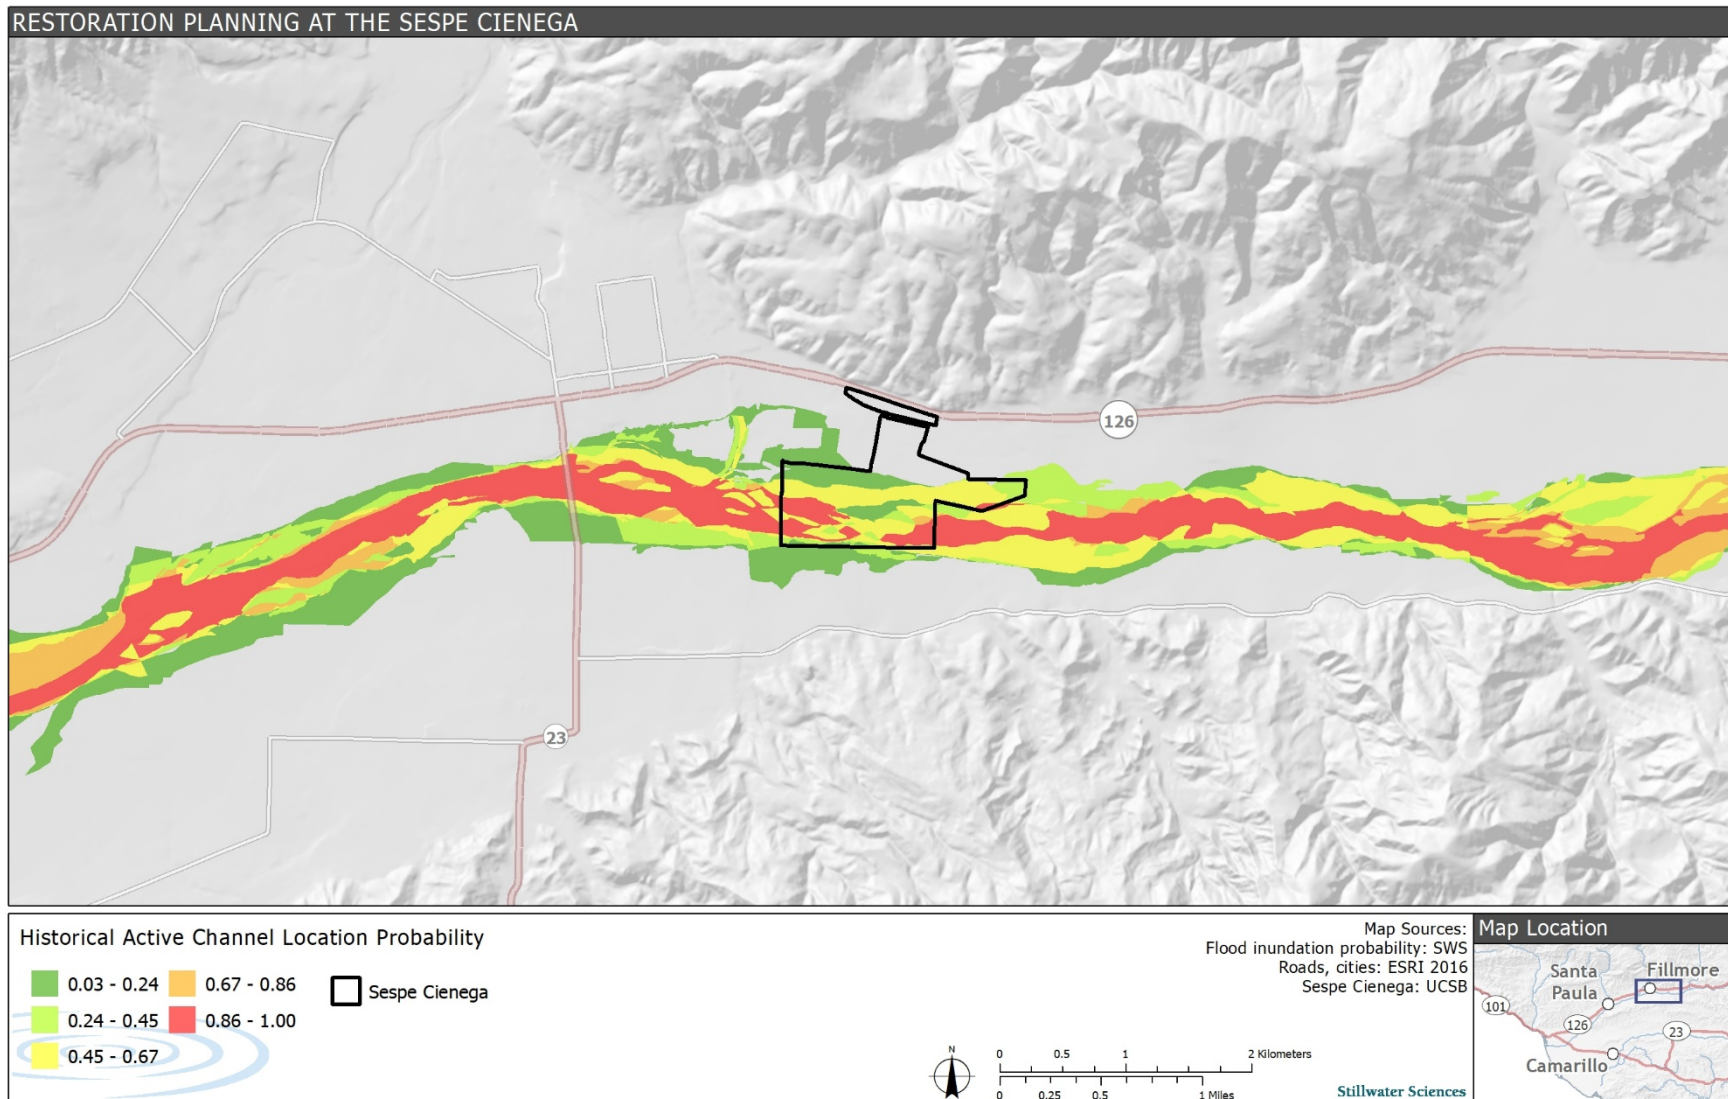 RESTORATION PLANNING AT THE SESPE CIENEGA
126
23
Historical Active Channel Location Probability
0.03 - 0.24
0.67 - 0.86
0.24 - 0.45
0.86 - 1.00
0.45 - 0.67
Sespe Cienega
Map Sources:
Flood inundation probability: SWS
Roads, cities: ESRI 2016
Sespe Cienega: UCSB
N
0 0.5 1 2 Kilometers
0 0.25 0.5 1 Miles
Stillwater Sciences
Map Location
Santa
Paula
Fillmore
101
126
23
Camarillo